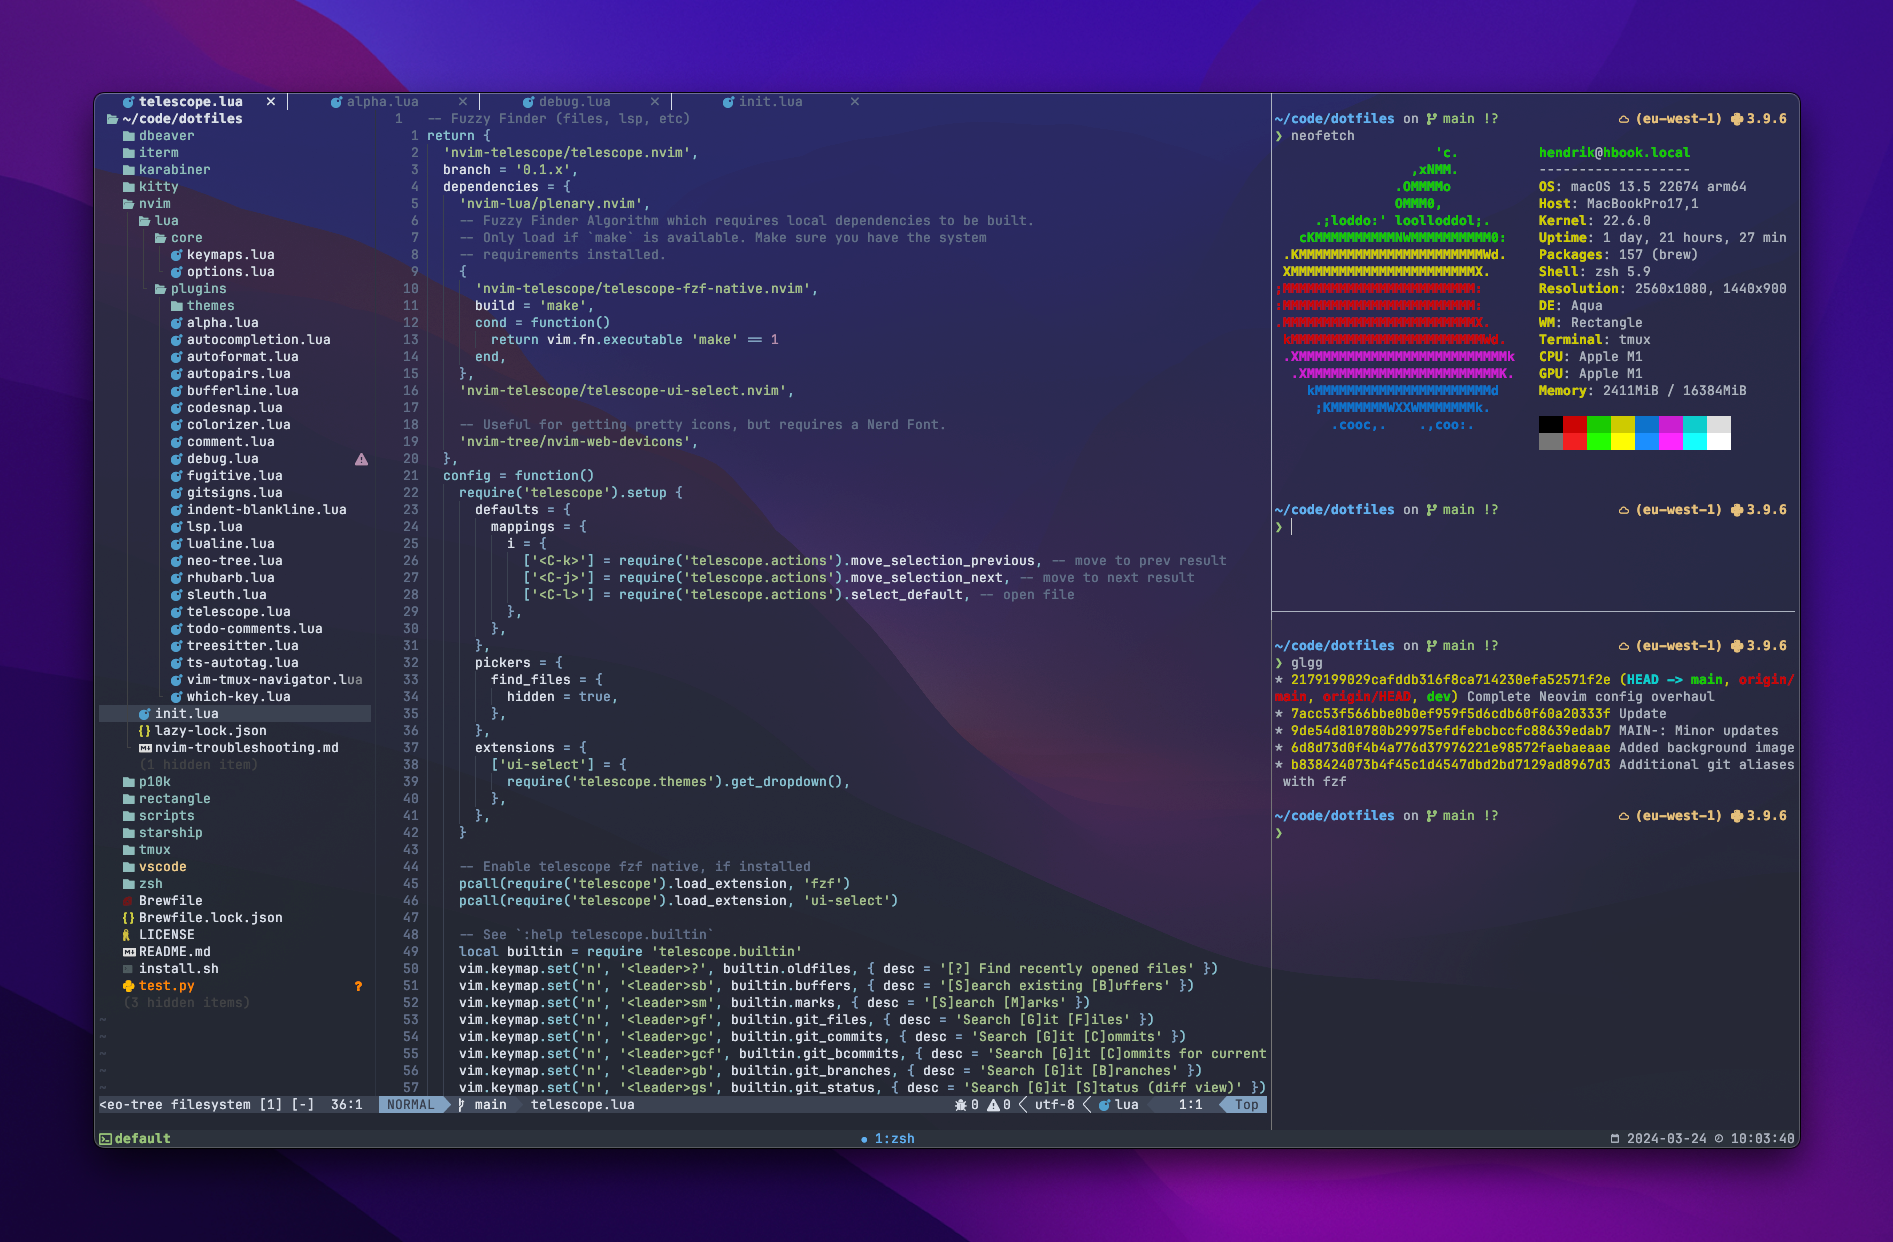 telescope.lua × alpha.lua × debug.lua × init.lua ×
~/code/dotfiles
dbeaver
iterm
karabiner
kitty
nvim
lua
core
keymaps.lua
options.lua
plugins
themes
alpha.lua
autocompletion.lua
autoformat.lua
autopairs.lua
bufferline.lua
codesnap.lua
colorizer.lua
comment.lua
debug.lua
fugitive.lua
gitsigns.lua
indent-blankline.lua
lsp.lua
lualine.lua
neo-tree.lua
rhubarb.lua
sleuth.lua
telescope.lua
todo-comments.lua
treesitter.lua
ts-autotag.lua
vim-tmux-navigator.lua
which-key.lua
init.lua
{} lazy-lock.json
nvim-troubleshooting.md
(1 hidden item)
p10k
rectangle
scripts
starship
tmux
vscode
zsh
Brewfile
{} Brewfile.lock.json
LICENSE
README.md
install.sh
test.py ?
(3 hidden items)
~
~
~
~
~
1 -- Fuzzy Finder (files, lsp, etc)
1 return {
2 'nvim-telescope/telescope.nvim',
3 branch = '0.1.x',
4 dependencies = {
5 'nvim-lua/plenary.nvim',
6 -- Fuzzy Finder Algorithm which requires local dependencies to be built.
7 -- Only load if `make` is available. Make sure you have the system
8 -- requirements installed.
9 {
10 'nvim-telescope/telescope-fzf-native.nvim',
11 build = 'make',
12 cond = function()
13 return vim.fn.executable 'make' == 1
14 end,
15 },
16 'nvim-telescope/telescope-ui-select.nvim',
17
18 -- Useful for getting pretty icons, but requires a Nerd Font.
19 'nvim-tree/nvim-web-devicons',
20 },
21 config = function()
22 require('telescope').setup {
23 defaults = {
24 mappings = {
25 i = {
26 ['<C-k>'] = require('telescope.actions').move_selection_previous, -- move to prev result
27 ['<C-j>'] = require('telescope.actions').move_selection_next, -- move to next result
28 ['<C-l>'] = require('telescope.actions').select_default, -- open file
29 },
30 },
31 },
32 pickers = {
33 find_files = {
34 hidden = true,
35 },
36 },
37 extensions = {
38 ['ui-select'] = {
39 require('telescope.themes').get_dropdown(),
40 },
41 },
42 }
43
44 -- Enable telescope fzf native, if installed
45 pcall(require('telescope').load_extension, 'fzf')
46 pcall(require('telescope').load_extension, 'ui-select')
47
48 -- See `:help telescope.builtin`
49 local builtin = require 'telescope.builtin'
50 vim.keymap.set('n', '<leader>?', builtin.oldfiles, { desc = '[?] Find recently opened files' })
51 vim.keymap.set('n', '<leader>sb', builtin.buffers, { desc = '[S]earch existing [B]uffers' })
52 vim.keymap.set('n', '<leader>sm', builtin.marks, { desc = '[S]earch [M]arks' })
53 vim.keymap.set('n', '<leader>gf', builtin.git_files, { desc = 'Search [G]it [F]iles' })
54 vim.keymap.set('n', '<leader>gc', builtin.git_commits, { desc = 'Search [G]it [C]ommits' })
55 vim.keymap.set('n', '<leader>gcf', builtin.git_bcommits, { desc = 'Search [G]it [C]ommits for current
56 vim.keymap.set('n', '<leader>gb', builtin.git_branches, { desc = 'Search [G]it [B]ranches' })
57 vim.keymap.set('n', '<leader>gs', builtin.git_status, { desc = 'Search [G]it [S]tatus (diff view)' })
<eo-tree filesystem [1] [-] 36:1 NORMAL main telescope.lua 0 0 utf-8 lua 1:1 Top
~/code/dotfiles on main !? (eu-west-1) 3.9.6
❯ neofetch
'c.
,xNMM.
.OMMMMo
OMMM0,
.;loddo:' loolloddol;.
cKMMMMMMMMMMNWMMMMMMMMMM0:
.KMMMMMMMMMMMMMMMMMMMMMMMWd.
XMMMMMMMMMMMMMMMMMMMMMMMX.
;MMMMMMMMMMMMMMMMMMMMMMMM:
:MMMMMMMMMMMMMMMMMMMMMMMM:
.MMMMMMMMMMMMMMMMMMMMMMMMX.
kMMMMMMMMMMMMMMMMMMMMMMMMWd.
.XMMMMMMMMMMMMMMMMMMMMMMMMMMk
.XMMMMMMMMMMMMMMMMMMMMMMMMK.
kMMMMMMMMMMMMMMMMMMMMMMd
;KMMMMMMMWXXWMMMMMMMk.
.cooc,. .,coo:.
hendrik@hbook.local
-------------------
OS: macOS 13.5 22G74 arm64
Host: MacBookPro17,1
Kernel: 22.6.0
Uptime: 1 day, 21 hours, 27 min
Packages: 157 (brew)
Shell: zsh 5.9
Resolution: 2560x1080, 1440x900
DE: Aqua
WM: Rectangle
Terminal: tmux
CPU: Apple M1
GPU: Apple M1
Memory: 2411MiB / 16384MiB
~/code/dotfiles on main !? (eu-west-1) 3.9.6
❯
~/code/dotfiles on main !? (eu-west-1) 3.9.6
❯ glgg
* 2179199029cafddb316f8ca714230efa52571f2e (HEAD -> main, origin/
main, origin/HEAD, dev) Complete Neovim config overhaul
* 7acc53f566bbe0b0ef959f5d6cdb60f60a20333f Update
* 9de54d810780b29975efdfebcbccfc88639edab7 MAIN-: Minor updates
* 6d8d73d0f4b4a776d37976221e98572faebaeaae Added background image
* b838424073b4f45c1d4547dbd2bd7129ad8967d3 Additional git aliases
with fzf
~/code/dotfiles on main !? (eu-west-1) 3.9.6
❯
default ● 1:zsh 2024-03-24 10:03:40